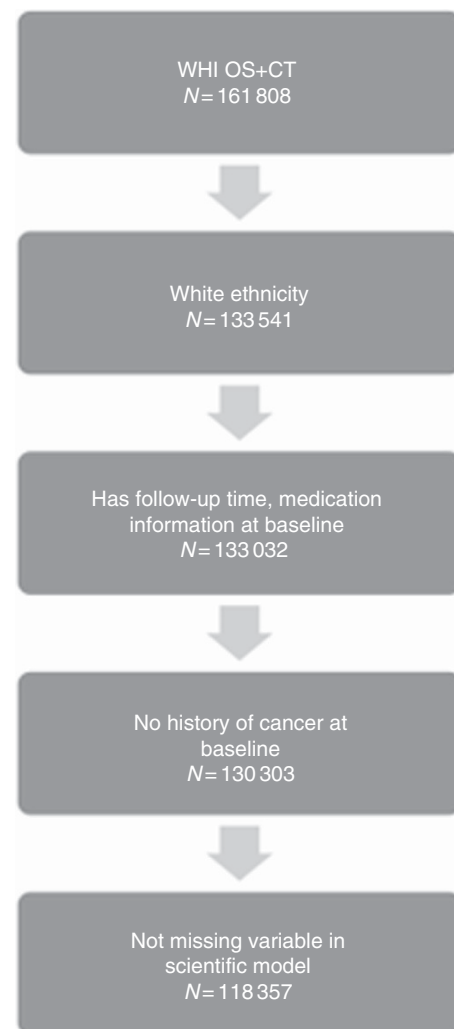 WHI OS+CT
N=161 808
White ethnicity
N=133 541
Has follow-up time, medication
information at baseline
N=133 032
No history of cancer at
baseline
N=130 303
Not missing variable in
scientific model
N=118 357